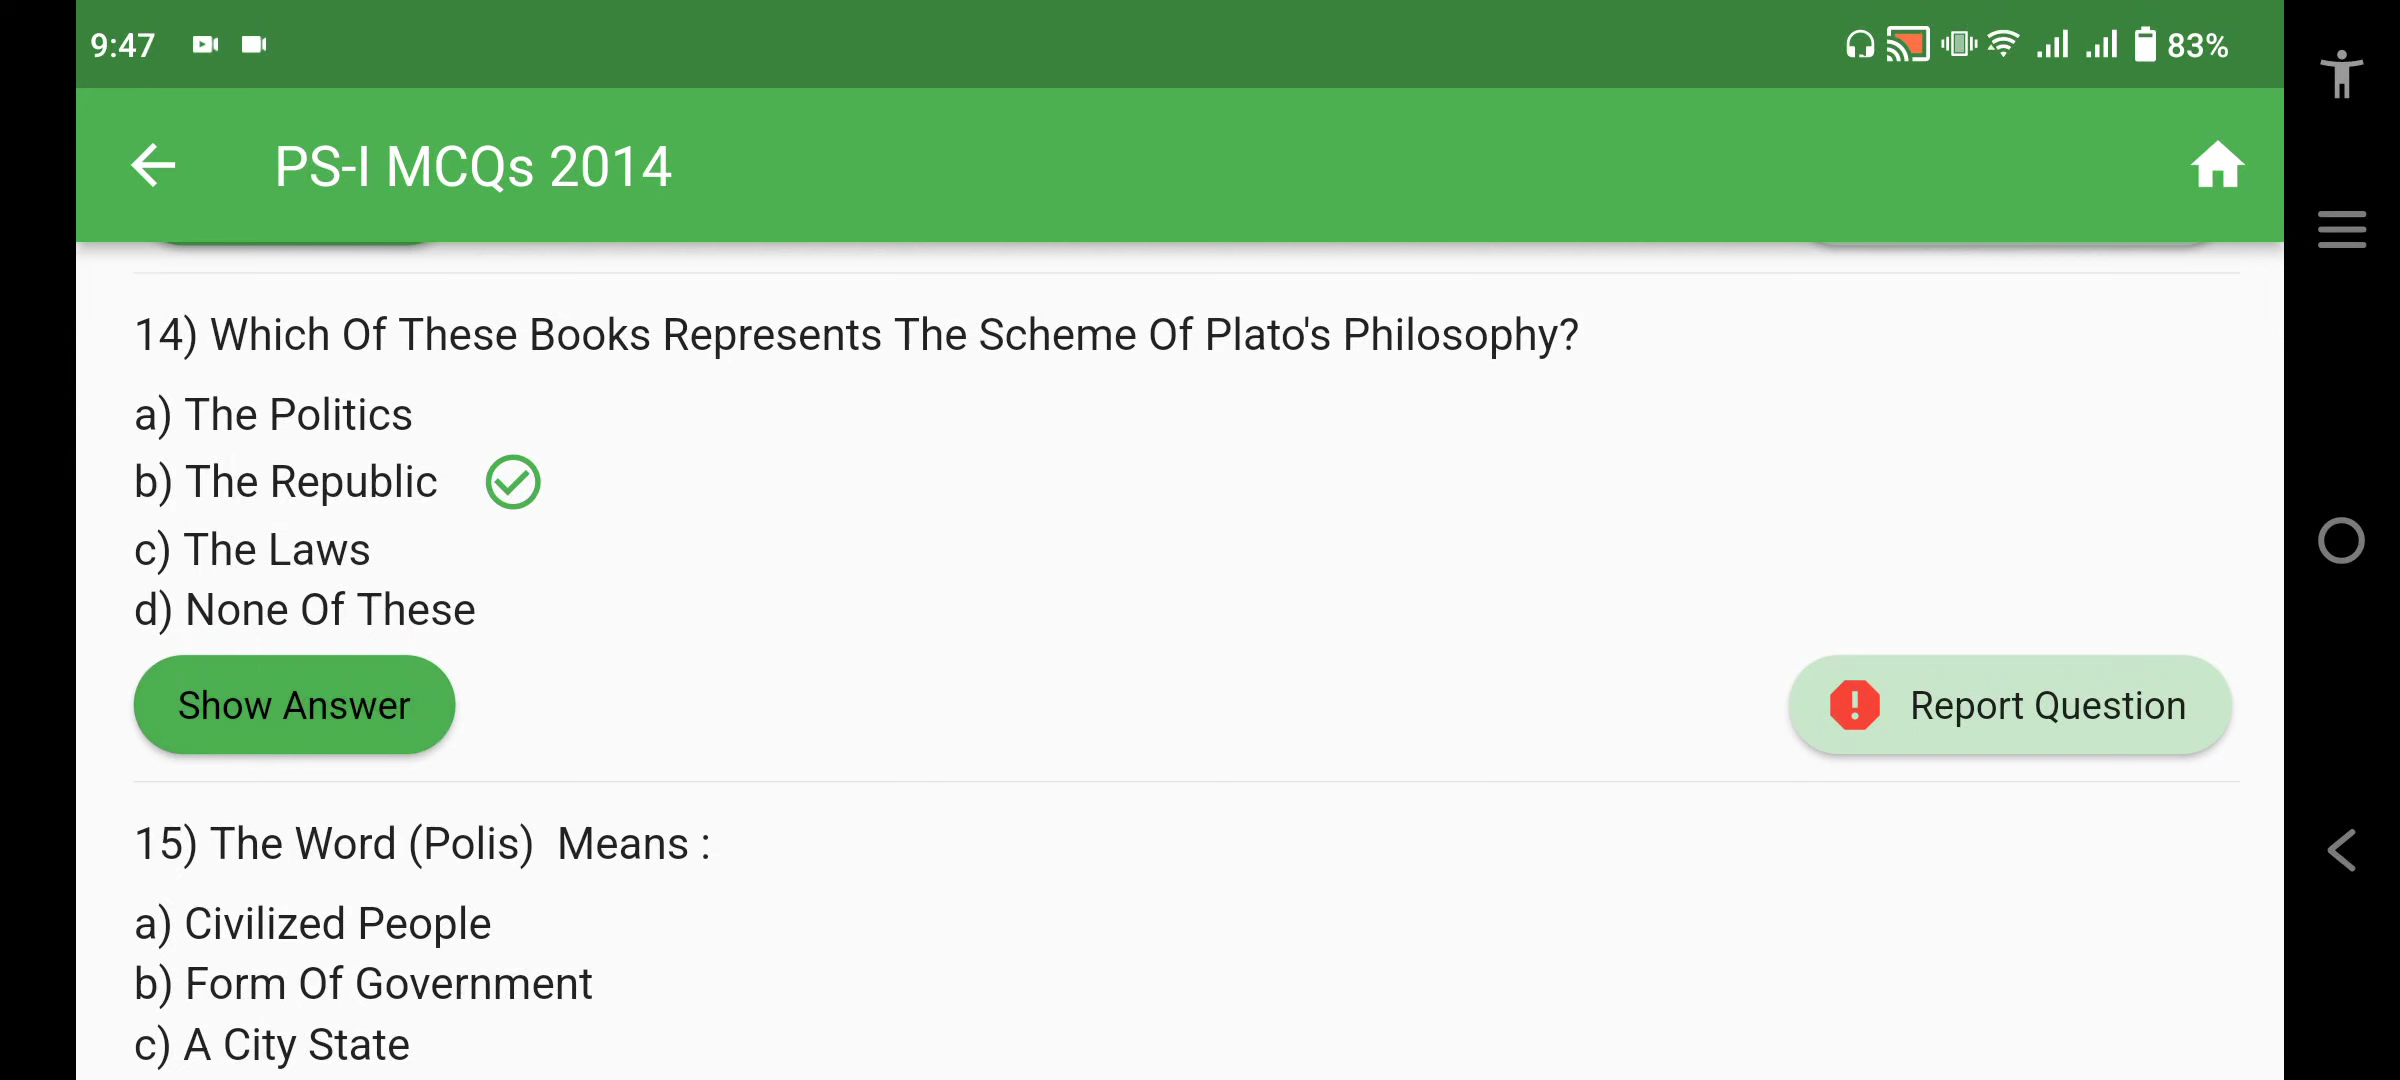 9:47
83%
PS-I MCQs 2014
14) Which Of These Books Represents The Scheme Of Plato's Philosophy?
a) The Politics
b) The Republic
c) The Laws
d) None Of These
Show Answer
Report Question
15) The Word (Polis)  Means :
a) Civilized People
b) Form Of Government
c) A City State